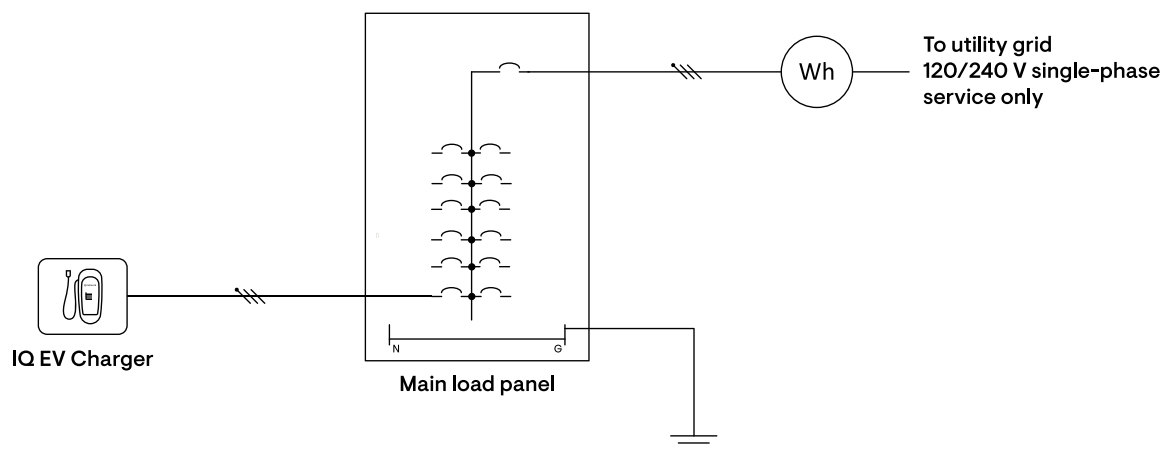 To utility grid
120/240 V single-phase
service only
Wh
IQ EV Charger
N
G
Main load panel